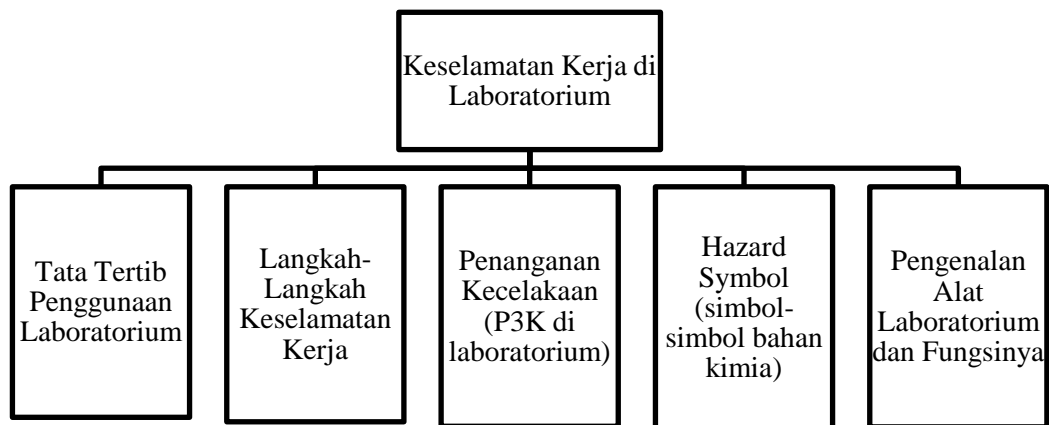 Keselamatan Kerja di
Laboratorium
Tata Tertib
Penggunaan
Laboratorium
Langkah-
Langkah
Keselamatan
Kerja
Penanganan
Kecelakaan
(P3K di
laboratorium)
Hazard
Symbol
(simbol-
simbol bahan
kimia)
Pengenalan
Alat
Laboratorium
dan Fungsinya